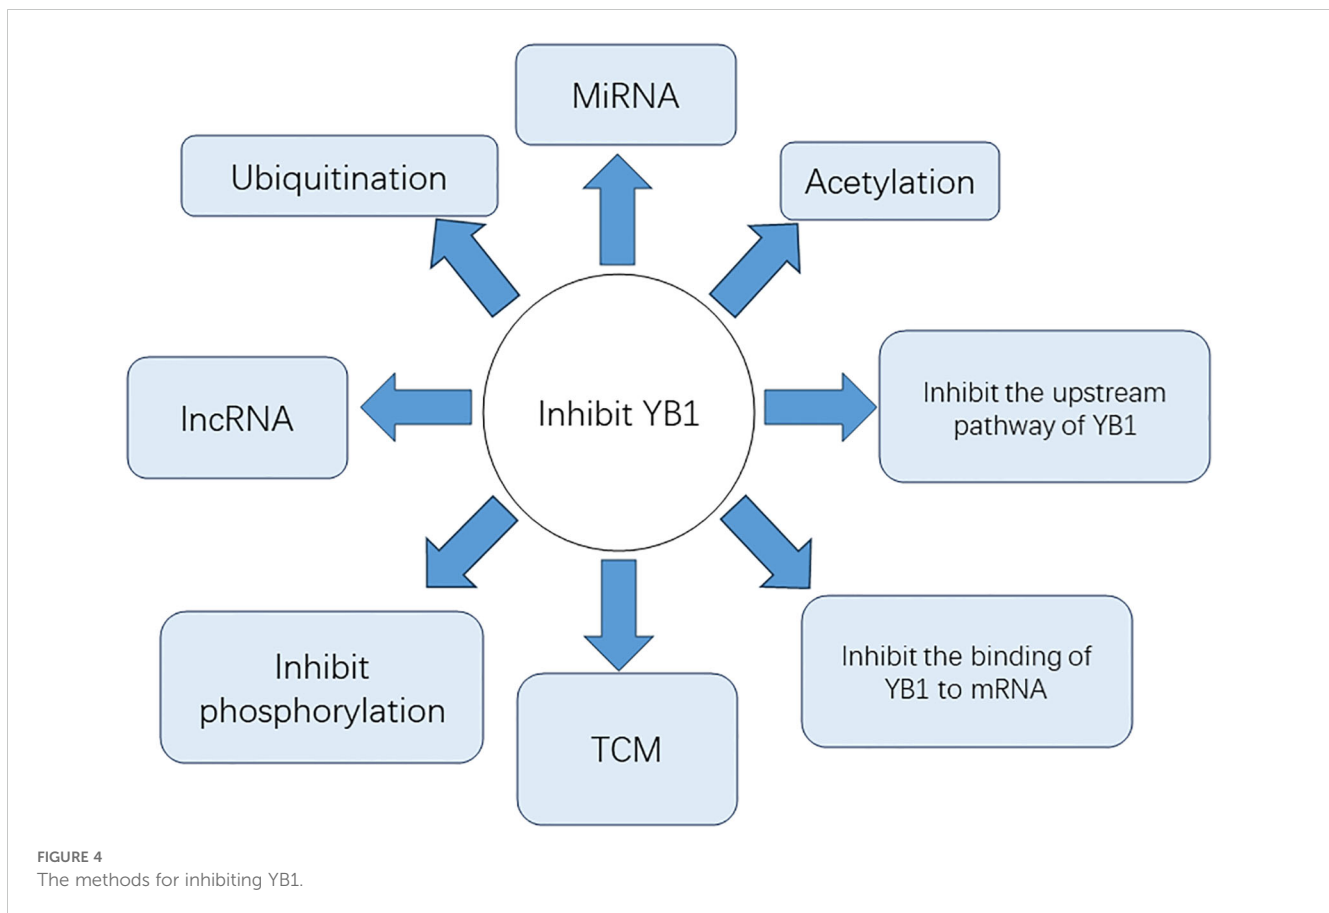 MiRNA
Ubiquitination
Acetylation
lncRNA
Inhibit YB1
Inhibit the upstream
pathway of YB1
Inhibit
phosphorylation
TCM
Inhibit the binding of
YB1 to mRNA
FIGURE 4
The methods for inhibiting YB1.